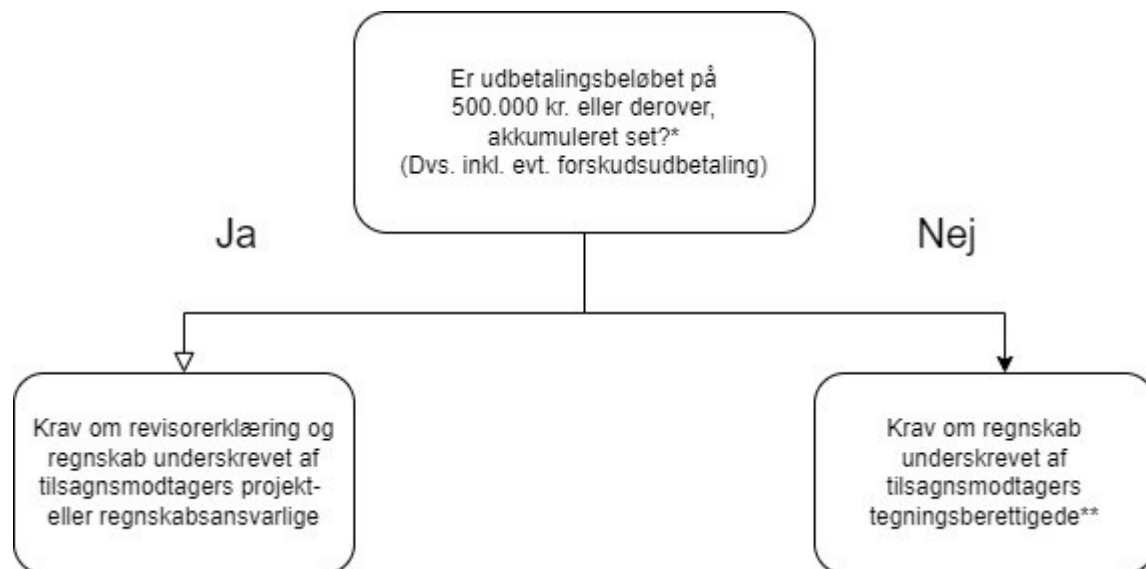 Er udbetalingsbeløbet på
500.000 kr. eller derover,
akkumuleret set?*
(Dvs. inkl. evt. forskudsudbetaling)
Ja
Nej
Krav om revisorerklæring og
regnskab underskrevet af
tilsagnsmodtagers projekt-
eller regnskabsansvarlige
Krav om regnskab
underskrevet af
tilsagnsmodtagers
tegningsberettigede**